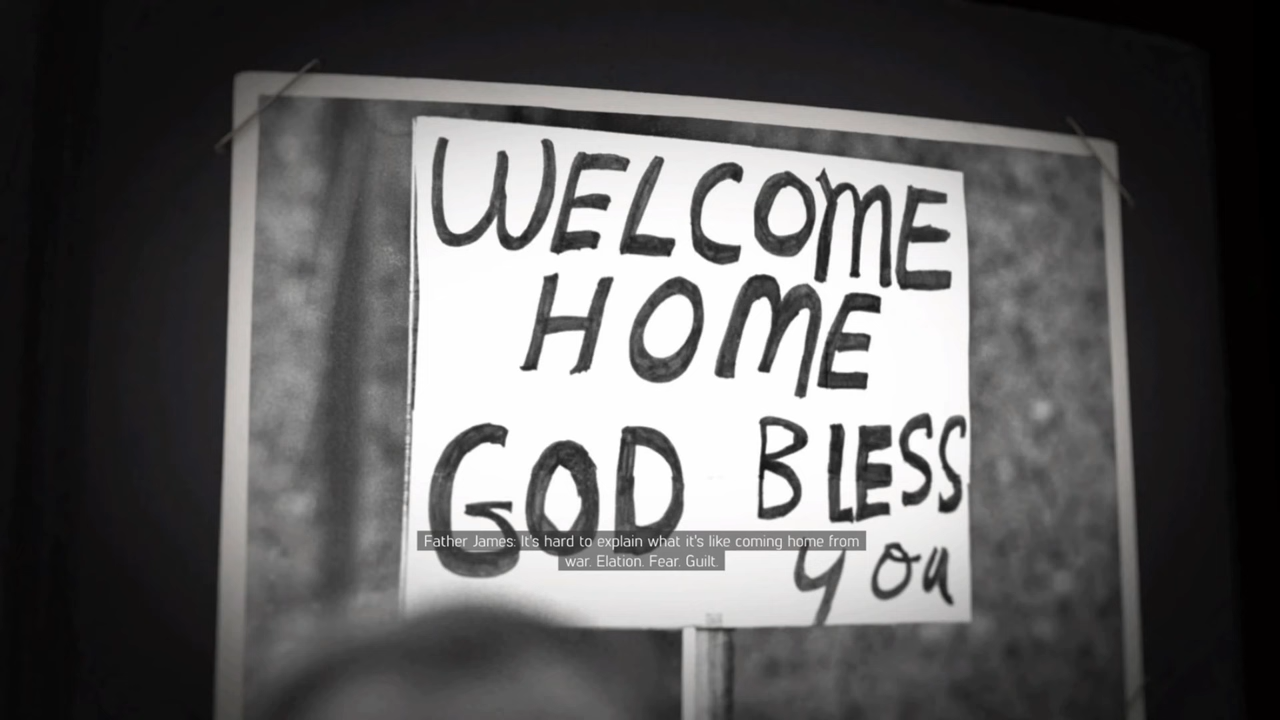 WELCOME
HOME
GOD BLESS
you
Father James: It's hard to explain what it's like coming home from
war. Elation. Fear. Guilt.